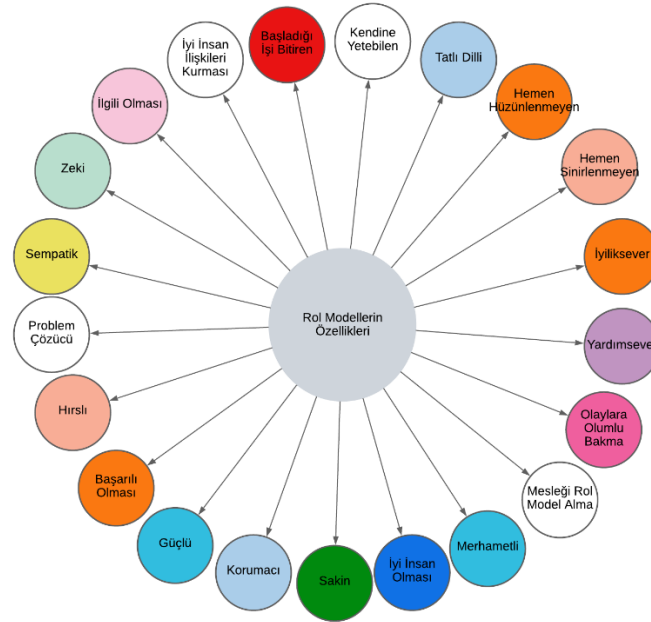 Kendine
Yetebilen
Tatlı Dilli
Hemen
Hüzünlenmeyen
Hemen
Sinirlenmeyen
İyiliksever
Yardımsever
Olaylara
Olumlu
Bakma
Mesleği Rol
Model Alma
Merhametli
İyi İnsan
Olması
Sakin
Korumacı
Güçlü
Başarılı
Olması
Hırslı
Problem
Çözücü
Sempatik
Zeki
İlgili Olması
İyi İnsan
İlişkileri
Kurması
Başladığı
İşi Bitiren
Rol Modellerin
Özellikleri